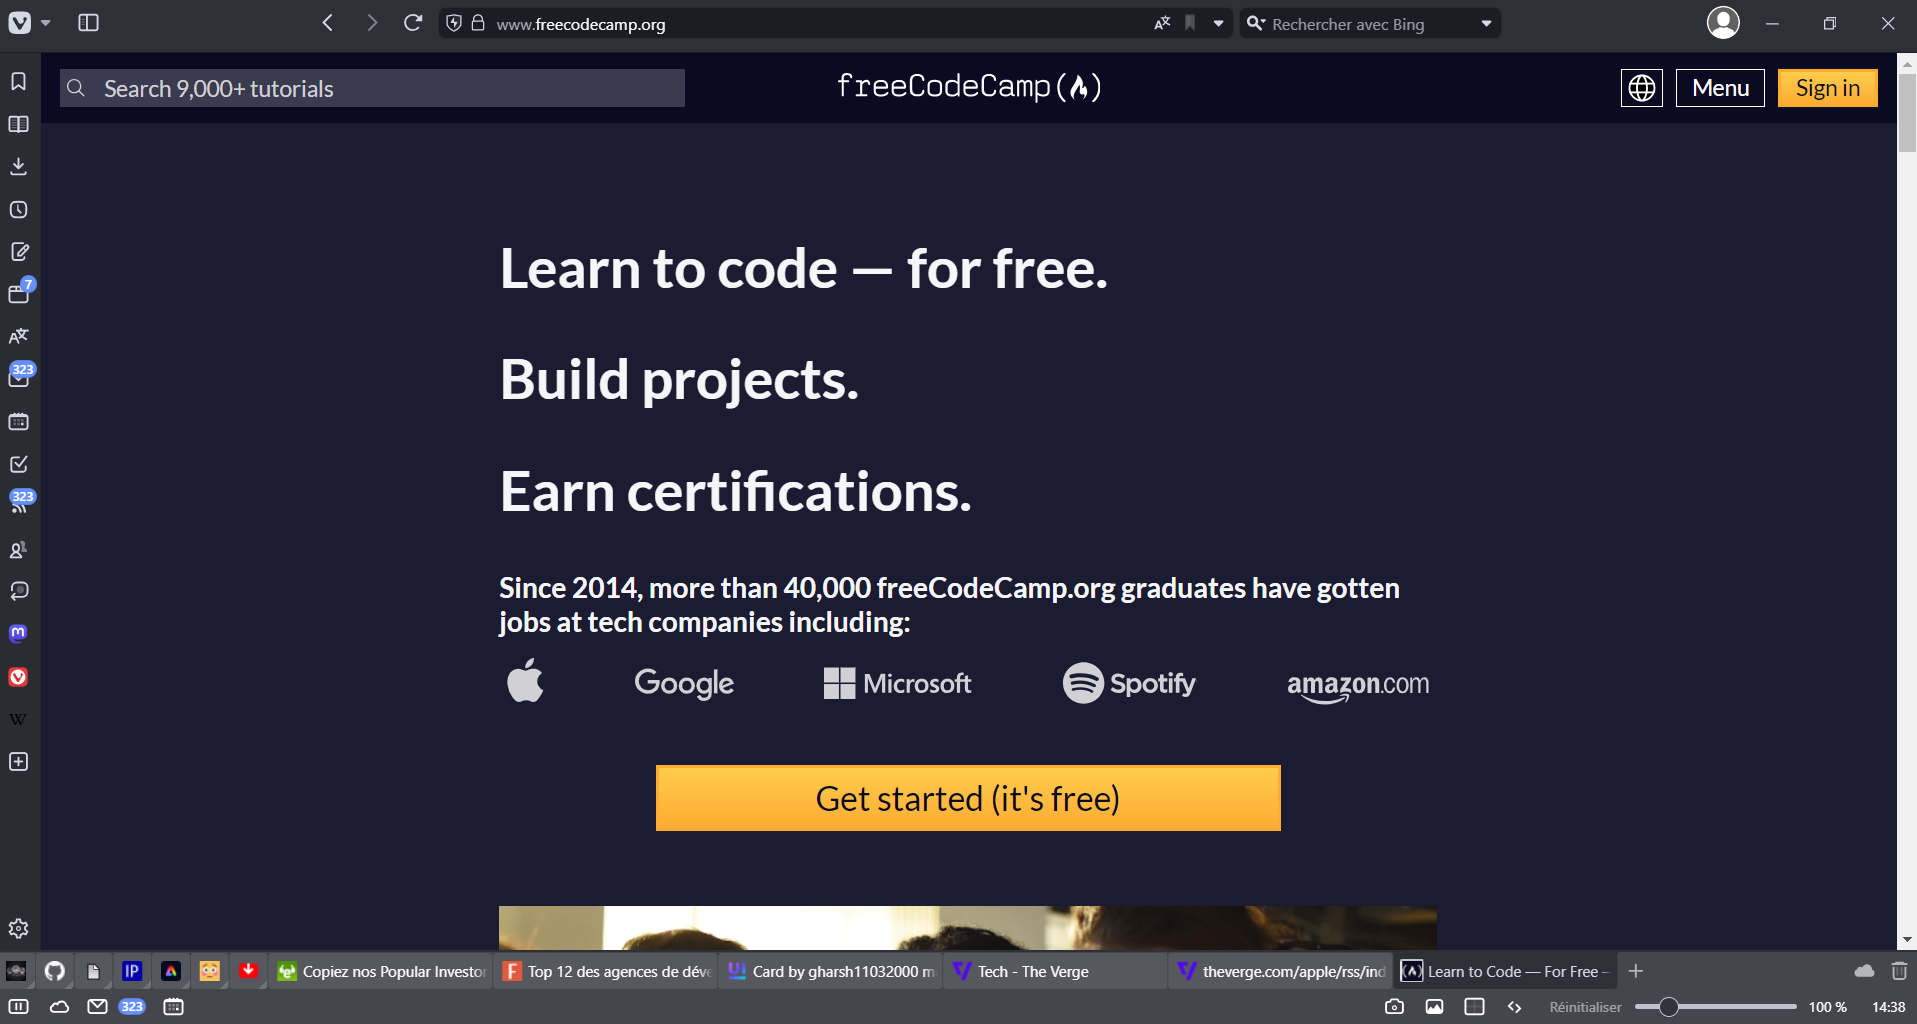 www.freecodecamp.org
Rechercher avec Bing
Search 9,000+ tutorials
freeCodeCamp
Menu
Sign in
Learn to code — for free.
Build projects.
Earn certifications.
Since 2014, more than 40,000 freeCodeCamp.org graduates have gotten
jobs at tech companies including:
Google
Microsoft
Spotify
amazon.com
Get started (it's free)
7
323
323
W
IP
Copiez nos Popular Investor
F
Top 12 des agences de déve
Card by gharsh11032000 m
Tech - The Verge
theverge.com/apple/rss/ind
Learn to Code — For Free –
323
Réinitialiser
100 %
14:38